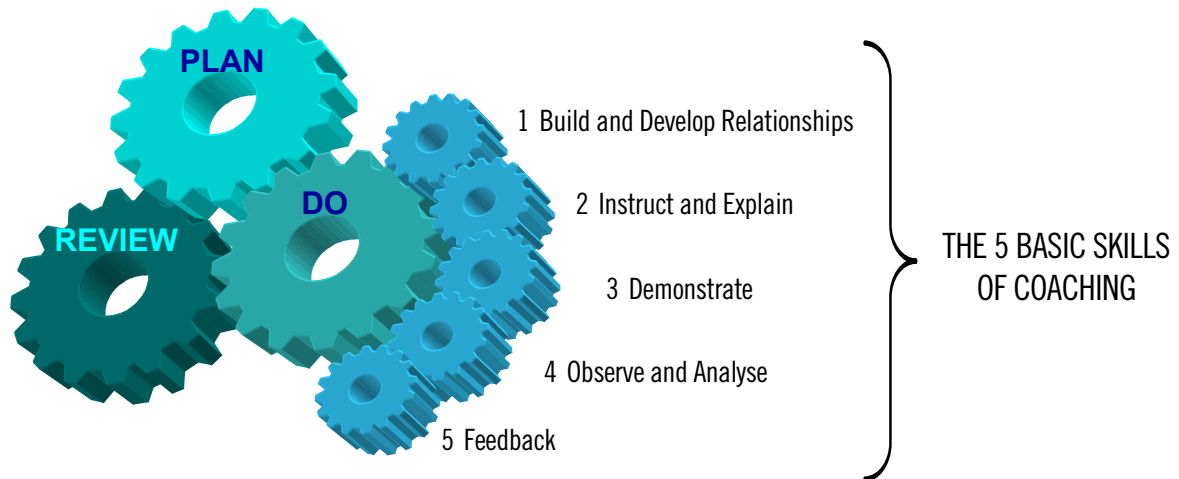 PLAN
DO
REVIEW
1 Build and Develop Relationships
2 Instruct and Explain
3 Demonstrate
4 Observe and Analyse
5 Feedback
THE 5 BASIC SKILLS
OF COACHING